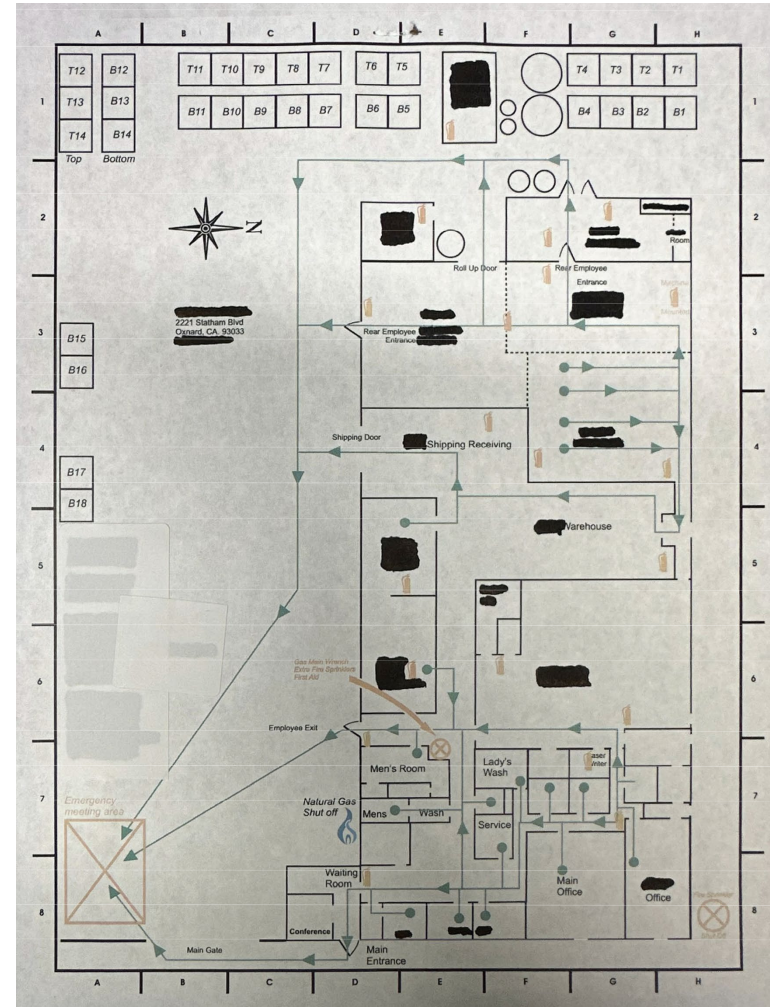 A B C D E F G H
T12 B12 T11 T10 T9 T8 T7 T6 T5 T4 T3 T2 T1
1 T13 B13 B11 B10 B9 B8 B7 B6 B5 B4 B3 B2 B1 1
T14 B14
Top Bottom
2 2
N
Room
Roll Up Door Rear Employee
Entrance
2221 Statham Blvd
Oxnard, CA. 93033
3 B15 Rear Employee 3
Entrance
B16
Shipping Door
4 Shipping Receiving 4
B17
B18
Warehouse
5 5
Gas Main Wrench
Extra Fire Sprinklers
First Aid
6 6
Employee Exit
Men's Room Lady's
Wash
Emergency
meeting area
7 Natural Gas 7
Shut off
Mens Wash Service
Waiting
Room
Main
Office
Office
8 8
Conference
Main Gate Main
Entrance
A B C D E F G H